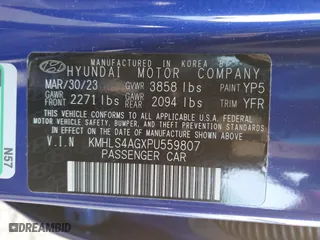 MANUFACTURED IN KOREA BY
HYUNDAI MOTOR COMPANY
MAR/30/23 GVWR 3858 lbs PAINT YP5
GAWR FRONT 2271 lbs GAWR REAR 2094 lbs TRIM YFR
THIS VEHICLE CONFORMS TO ALL APPLICABLE U.S.
FEDERAL MOTOR VEHICLE SAFETY, BUMPER, AND THEFT
PREVENTION STANDARDS IN EFFECT ON THE DATE OF
MANUFACTURE SHOWN ABOVE.
V.I.N KMHLS4AGXPU559807
PASSENGER CAR
N57